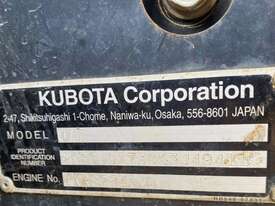 KUBOTA Corporation
2-47, Shikitsuhigashi 1-Chome, Naniwa-ku, Osaka, 556-8601 JAPAN
MODEL
PRODUCT
IDENTIFICATION
NUMBER
ENGINE No.